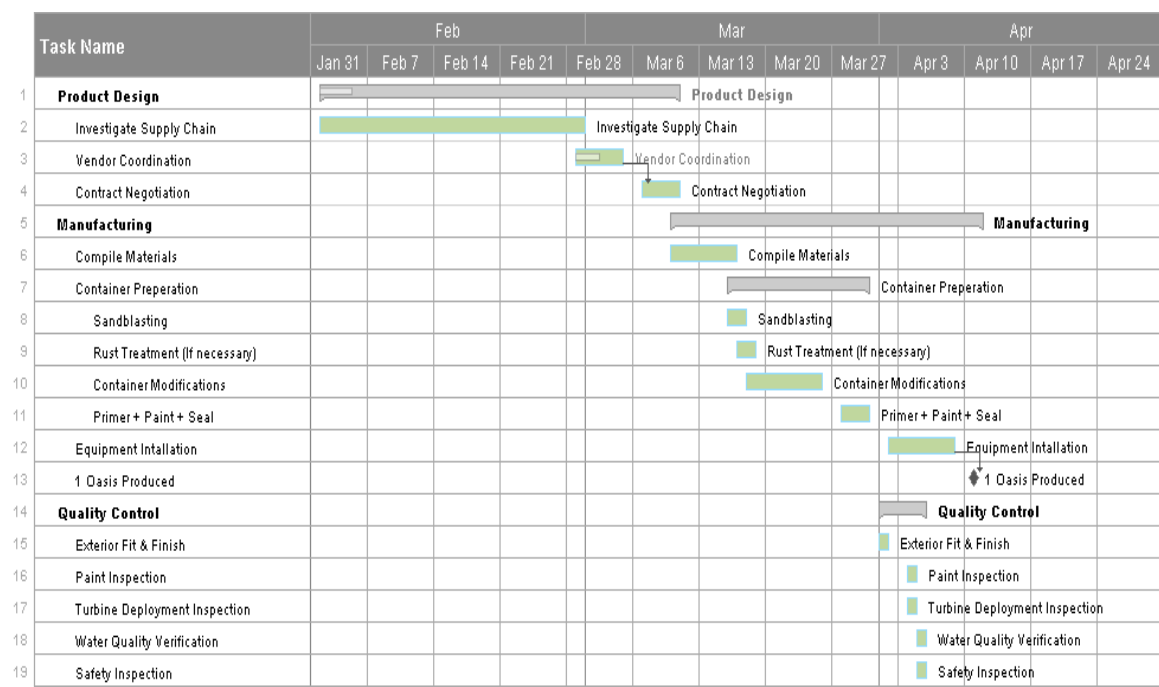 Task Name
Feb Mar Apr
Jan 31 Feb 7 Feb 14 Feb 21 Feb 28 Mar 6 Mar 13 Mar 20 Mar 27 Apr 3 Apr 10 Apr 17 Apr 24
1 Product Design Product Design
2 Investigate Supply Chain Investigate Supply Chain
3 Vendor Coordination Vendor Coordination
4 Contract Negotiation Contract Negotiation
5 Manufacturing Manufacturing
6 Compile Materials Compile Materials
7 Container Preperation Container Preperation
8 Sandblasting Sandblasting
9 Rust Treatment (If necessary) Rust Treatment (If necessary)
10 Container Modifications Container Modifications
11 Primer + Paint + Seal Primer + Paint + Seal
12 Equipment Intallation Equipment Intallation
13 1 Oasis Produced 1 Oasis Produced
14 Quality Control Quality Control
15 Exterior Fit & Finish Exterior Fit & Finish
16 Paint Inspection Paint Inspection
17 Turbine Deployment Inspection Turbine Deployment Inspection
18 Water Quality Verification Water Quality Verification
19 Safety Inspection Safety Inspection